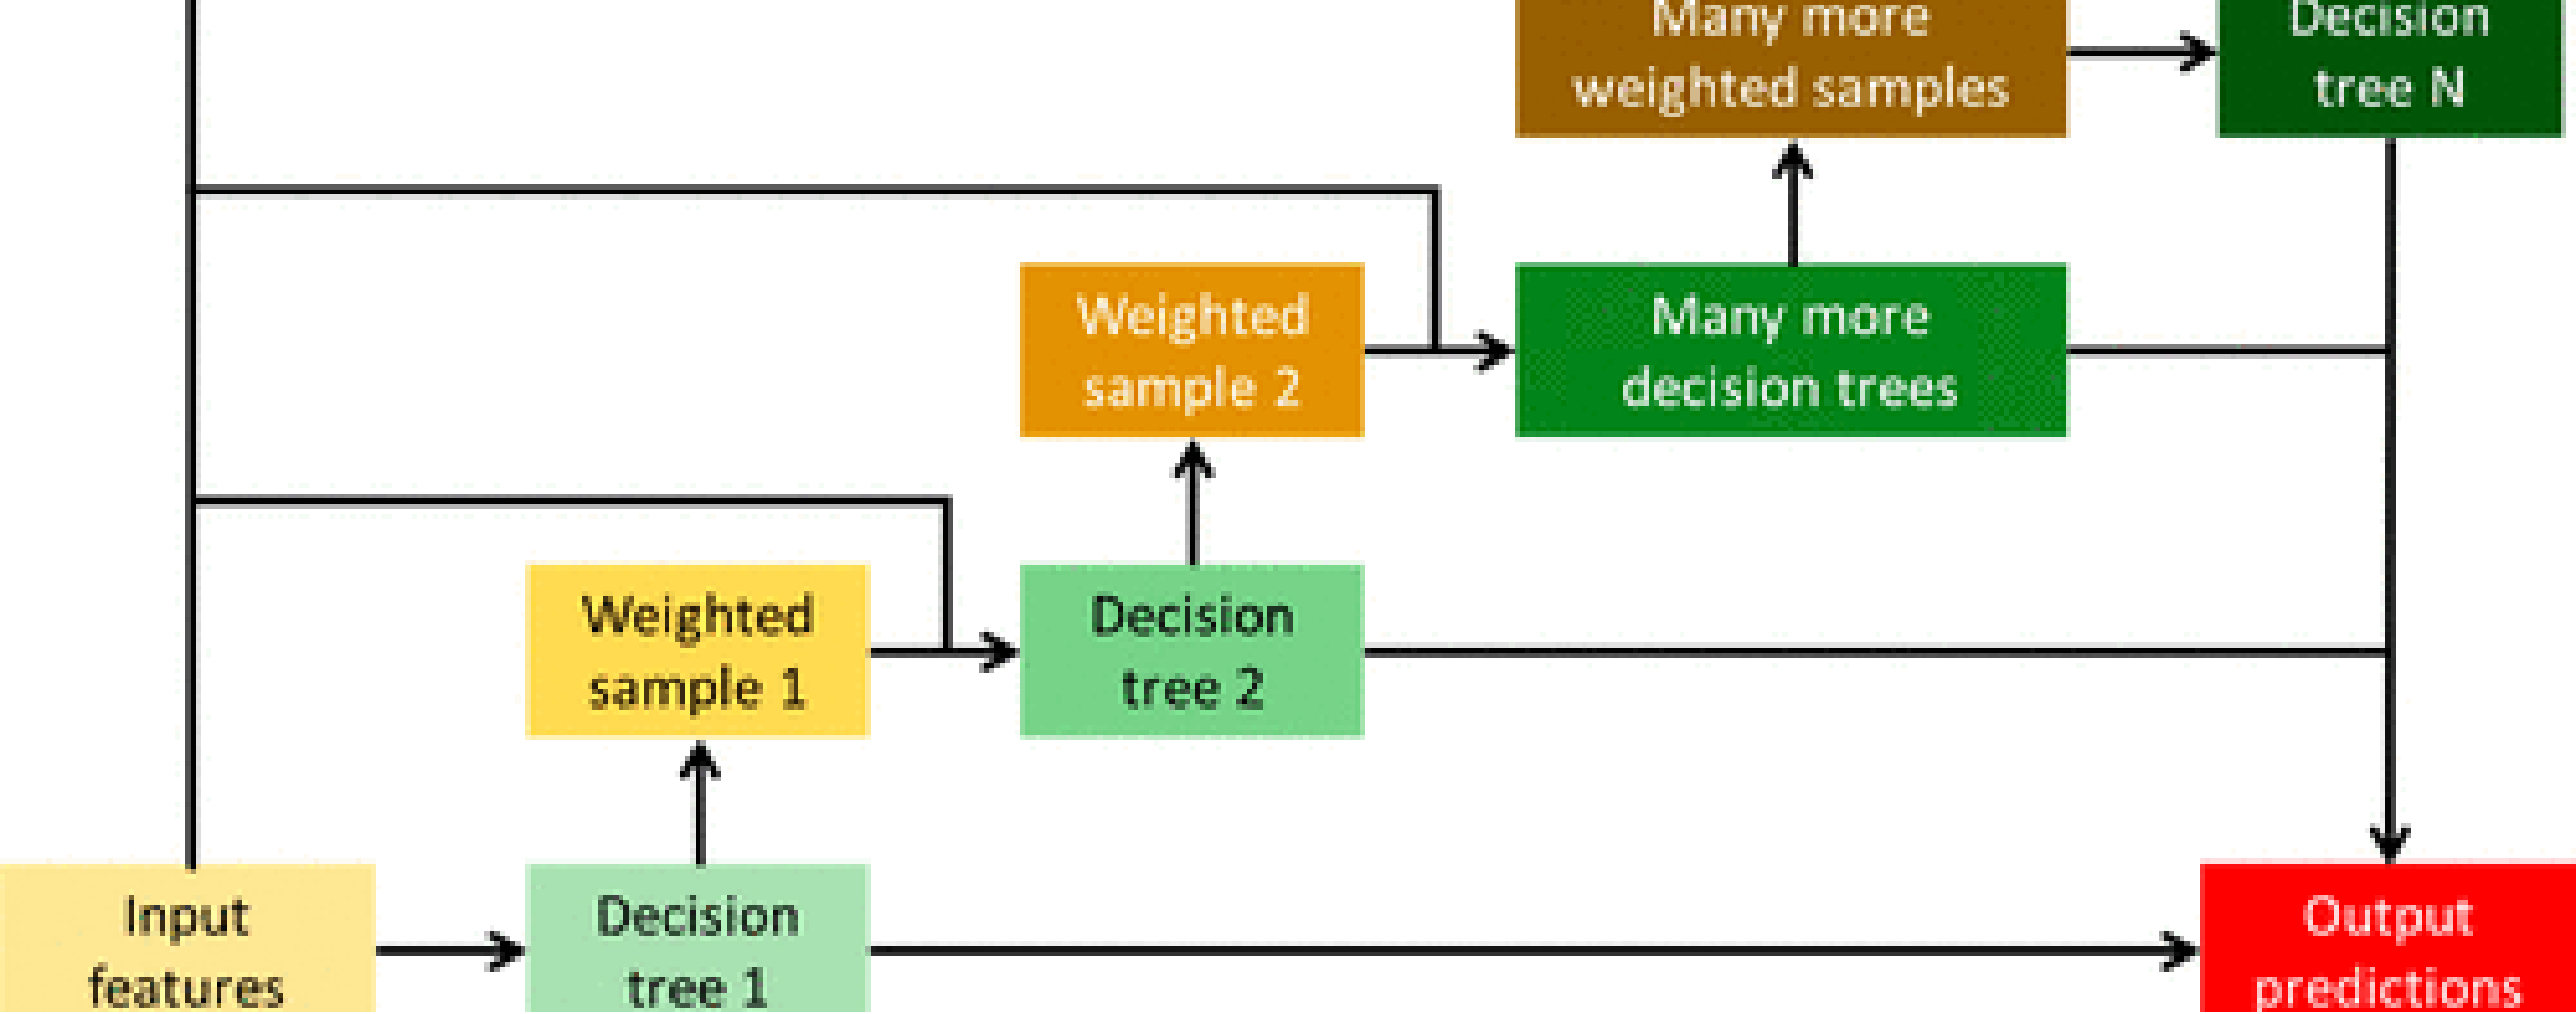 Many more
weighted samples
Decision
tree N
Weighted
sample 2
Many more
decision trees
Weighted
sample 1
Decision
tree 2
Input
features
Decision
tree 1
Output
predictions